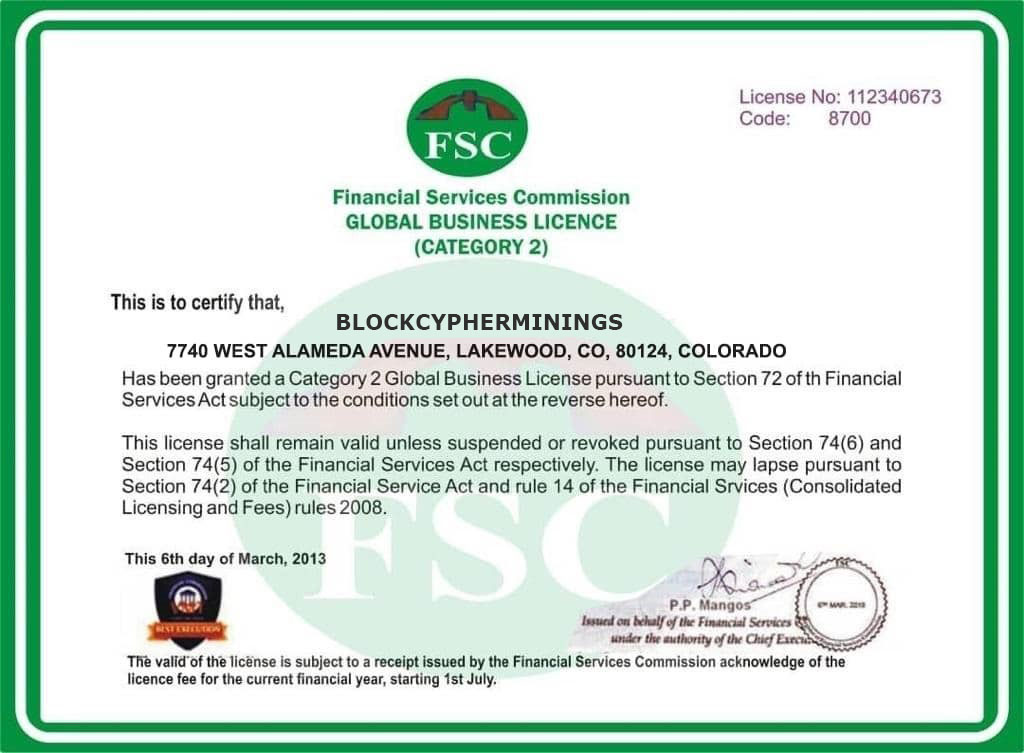 License No: 112340673
Code: 8700
FSC
Financial Services Commission
GLOBAL BUSINESS LICENCE
(CATEGORY 2)
This is to certify that,
BLOCKCYPHERMININGS
7740 WEST ALAMEDA AVENUE, LAKEWOOD, CO, 80124, COLORADO
Has been granted a Category 2 Global Business License pursuant to Section 72 of th Financial
Services Act subject to the conditions set out at the reverse hereof.
This license shall remain valid unless suspended or revoked pursuant to Section 74(6) and
Section 74(5) of the Financial Services Act respectively. The license may lapse pursuant to
Section 74(2) of the Financial Service Act and rule 14 of the Financial Srvices (Consolidated
Licensing and Fees) rules 2008.
FSC
This 6th day of March, 2013
BEST EXECUTION
P.P. Mangos
Issued on behalf of the Financial Services
under the authority of the Chief Execu
FSC
6TH MAR. 2013
The valid of the license is subject to a receipt issued by the Financial Services Commission acknowledge of the
licence fee for the current financial year, starting 1st July.